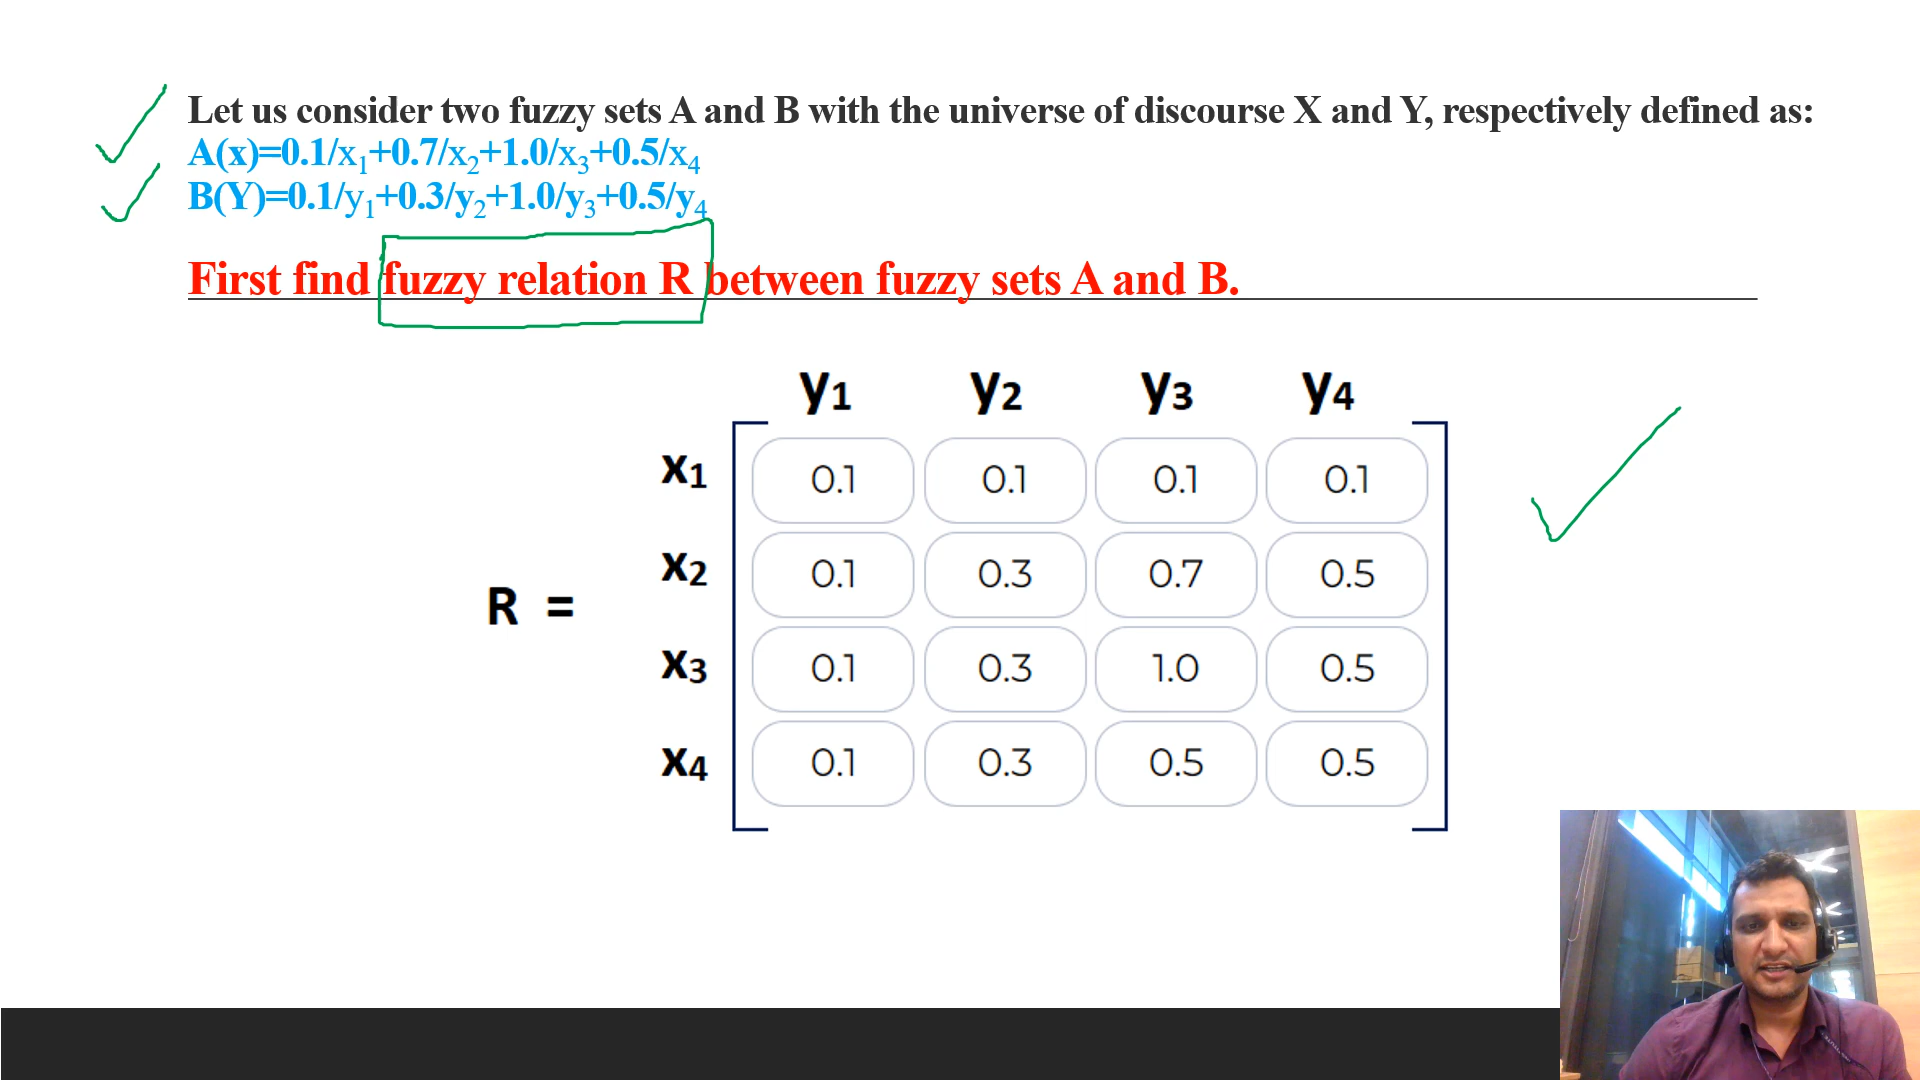 Let us consider two fuzzy sets A and B with the universe of discourse X and Y, respectively defined as:
A(x)=0.1/x₁+0.7/x₂+1.0/x₃+0.5/x₄
B(Y)=0.1/y₁+0.3/y₂+1.0/y₃+0.5/y₄
First find fuzzy relation R between fuzzy sets A and B.
y₁ y₂ y₃ y₄
x₁ 0.1 0.1 0.1 0.1
x₂ 0.1 0.3 0.7 0.5
R =
x₃ 0.1 0.3 1.0 0.5
x₄ 0.1 0.3 0.5 0.5